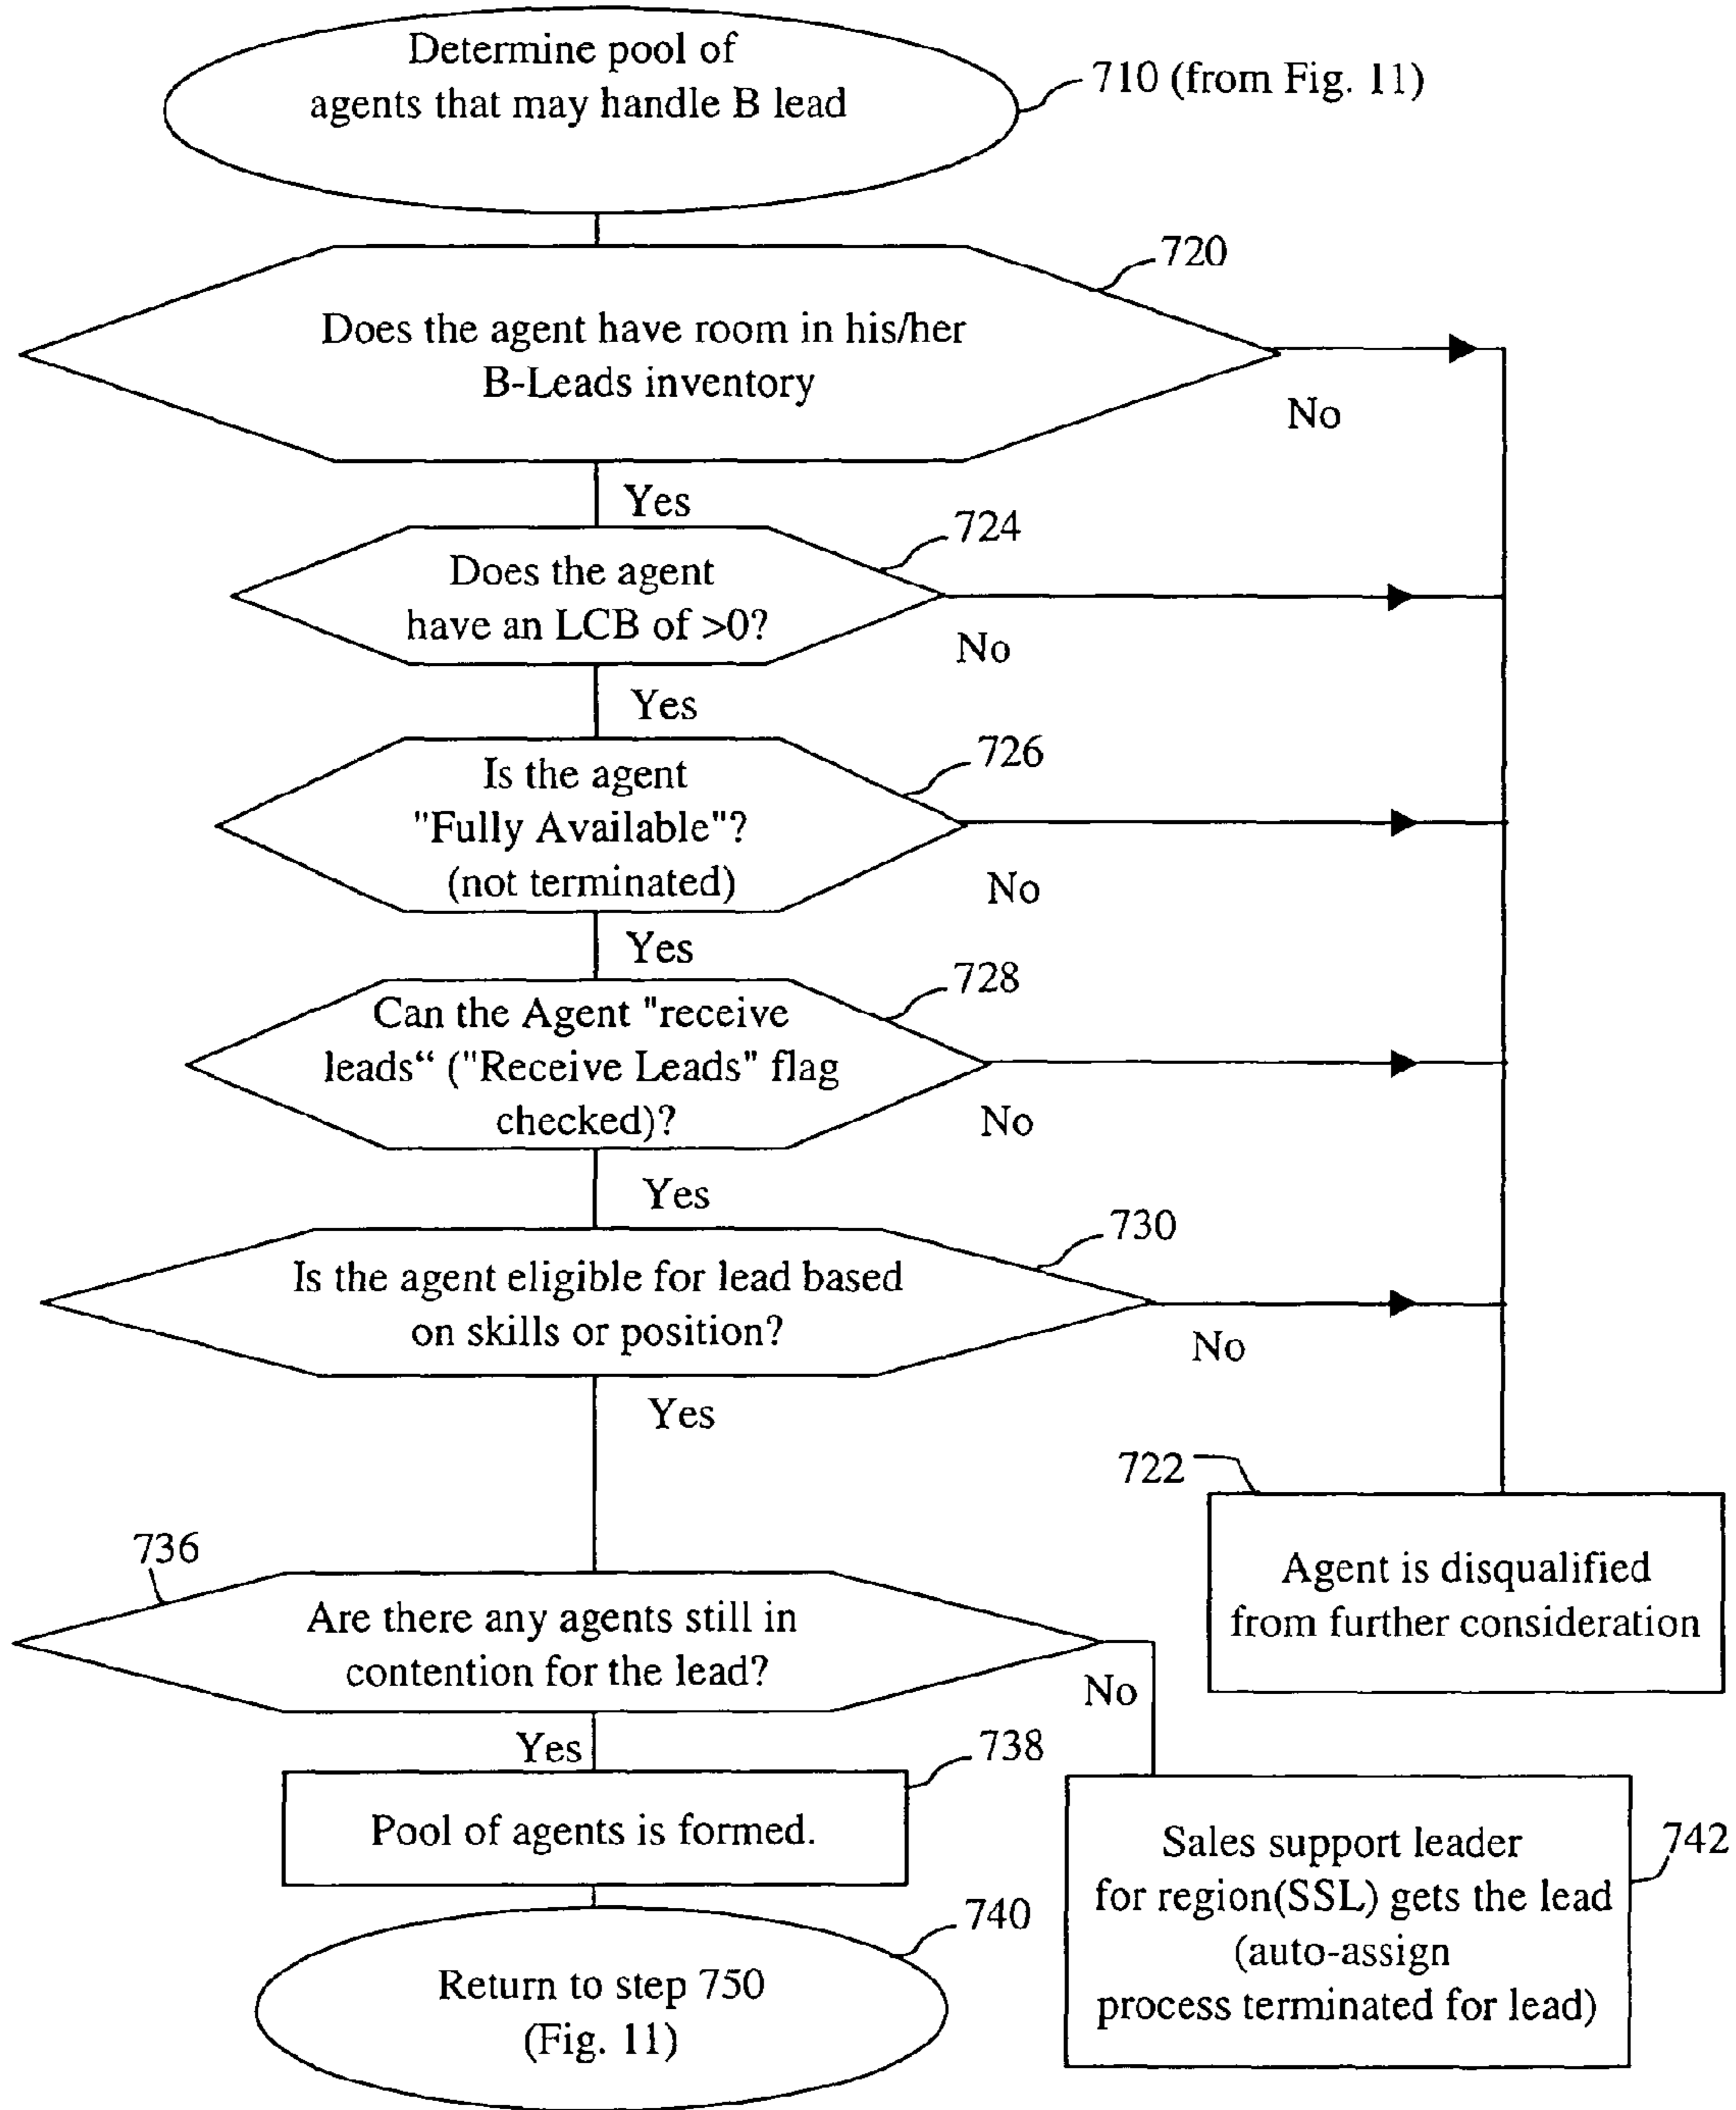 Determine pool of
agents that may handle B lead
710 (from Fig. 11)
720
Does the agent have room in his/her
B-Leads inventory
No
Yes
724
Does the agent
have an LCB of >0?
No
Yes
726
Is the agent
"Fully Available"?
(not terminated)
No
Yes
728
Can the Agent "receive
leads“ ("Receive Leads" flag
checked)?
No
Yes
730
Is the agent eligible for lead based
on skills or position?
No
Yes
722
Agent is disqualified
from further consideration
736
Are there any agents still in
contention for the lead?
No
Yes
738
Pool of agents is formed.
742
Sales support leader
for region(SSL) gets the lead
(auto-assign
process terminated for lead)
740
Return to step 750
(Fig. 11)